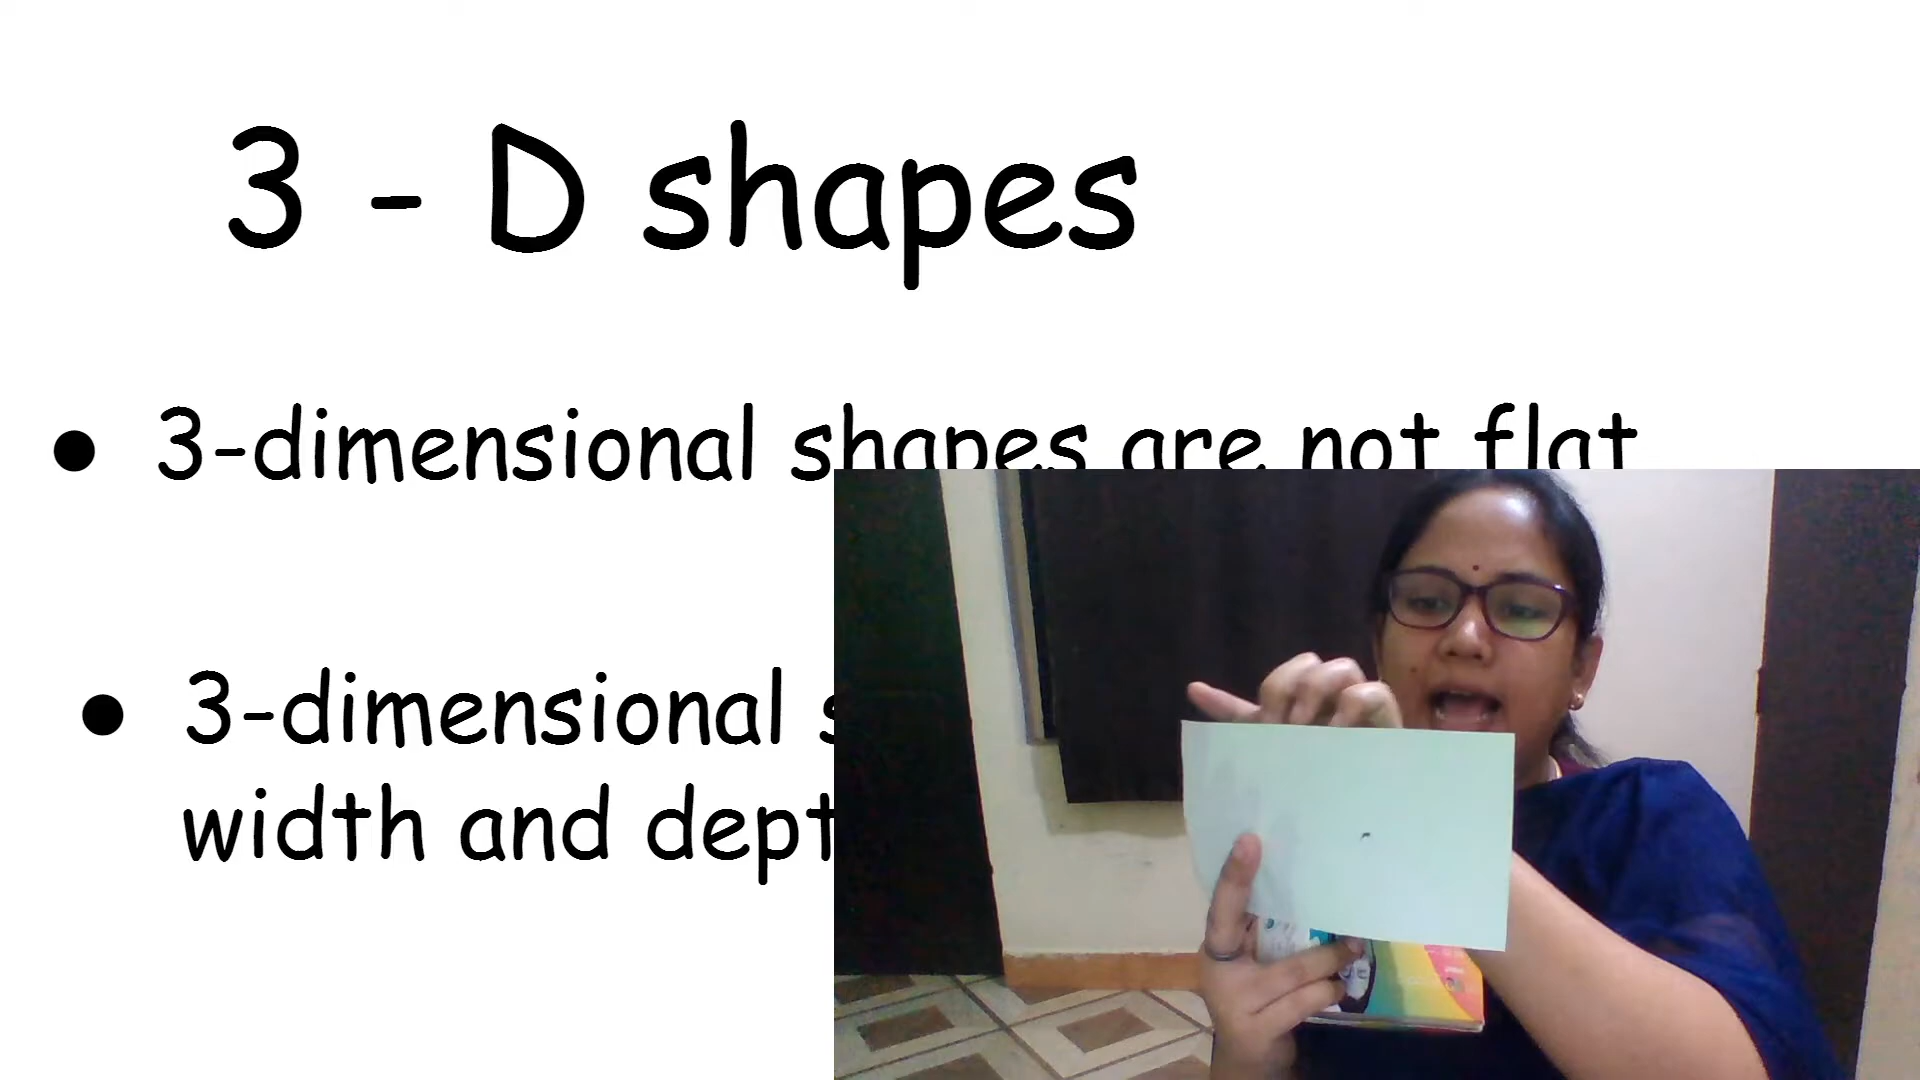 3 - D shapes
● 3-dimensional shapes are not flat
● 3-dimensional
width and dept